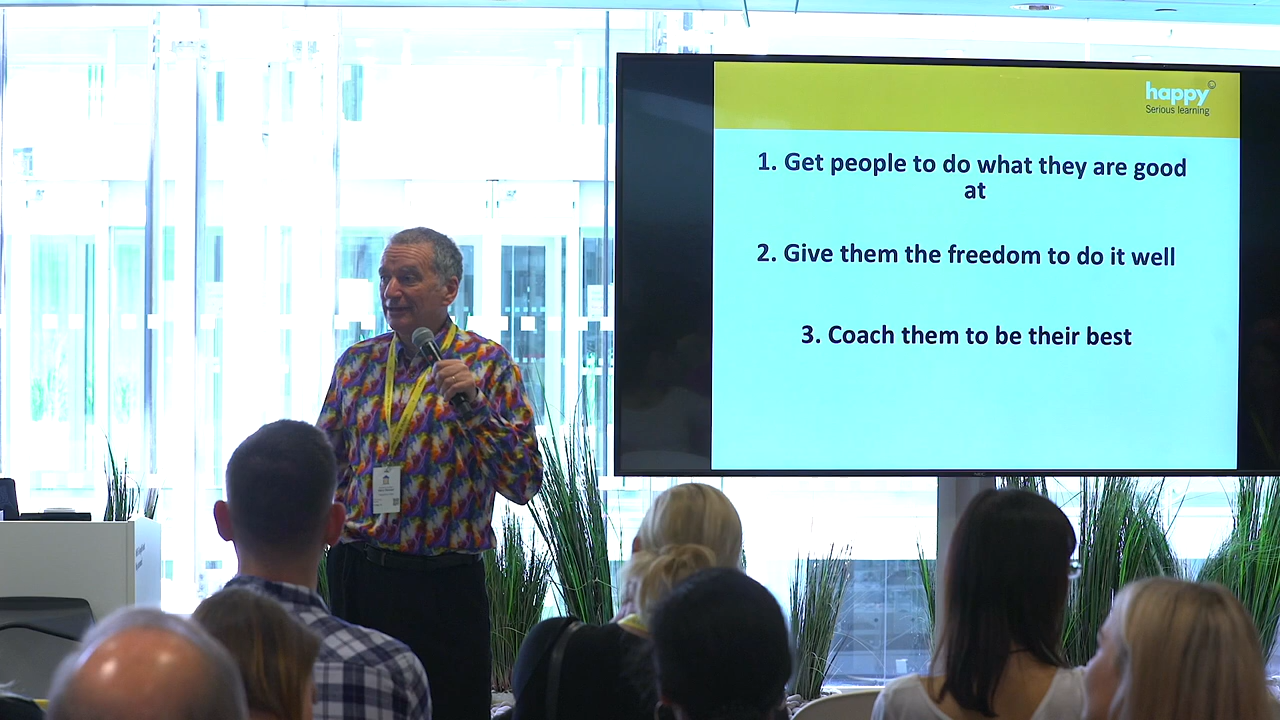 happy
Serious learning
1. Get people to do what they are good
at
2. Give them the freedom to do it well
3. Coach them to be their best